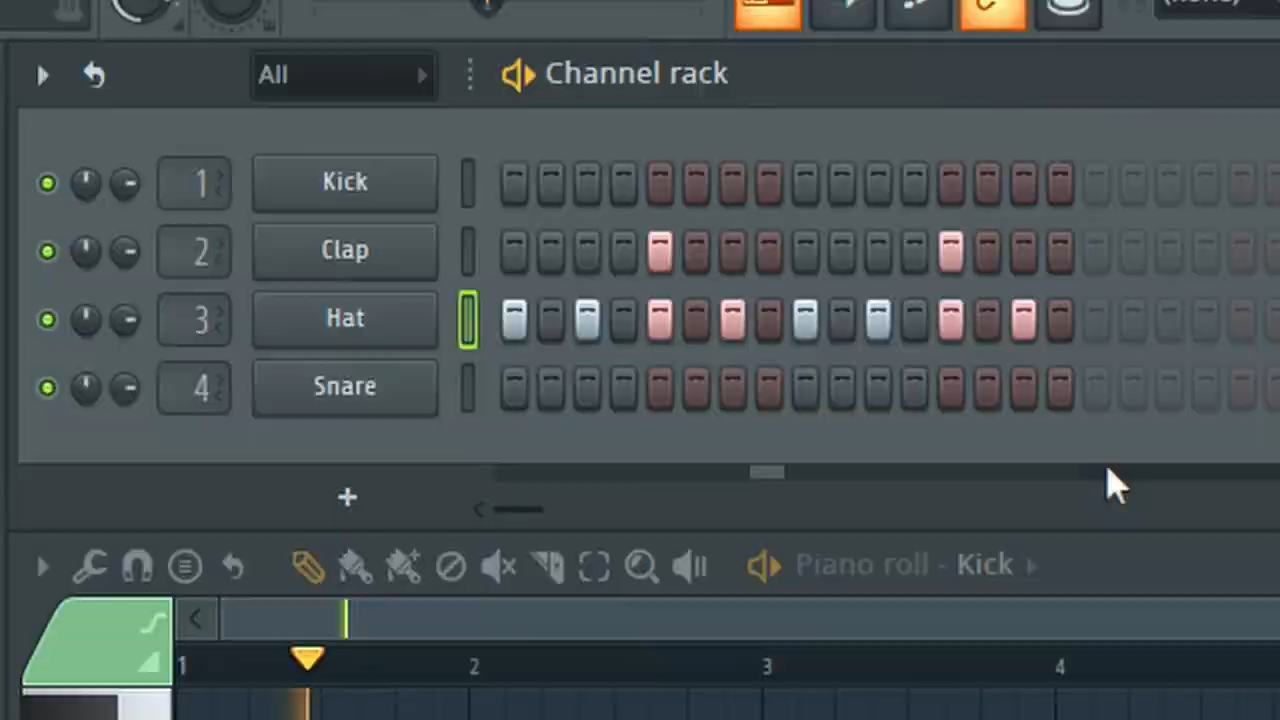 All
Channel rack
1 Kick
2 Clap
3 Hat
4 Snare
+
Piano roll - Kick
1 2 3 4